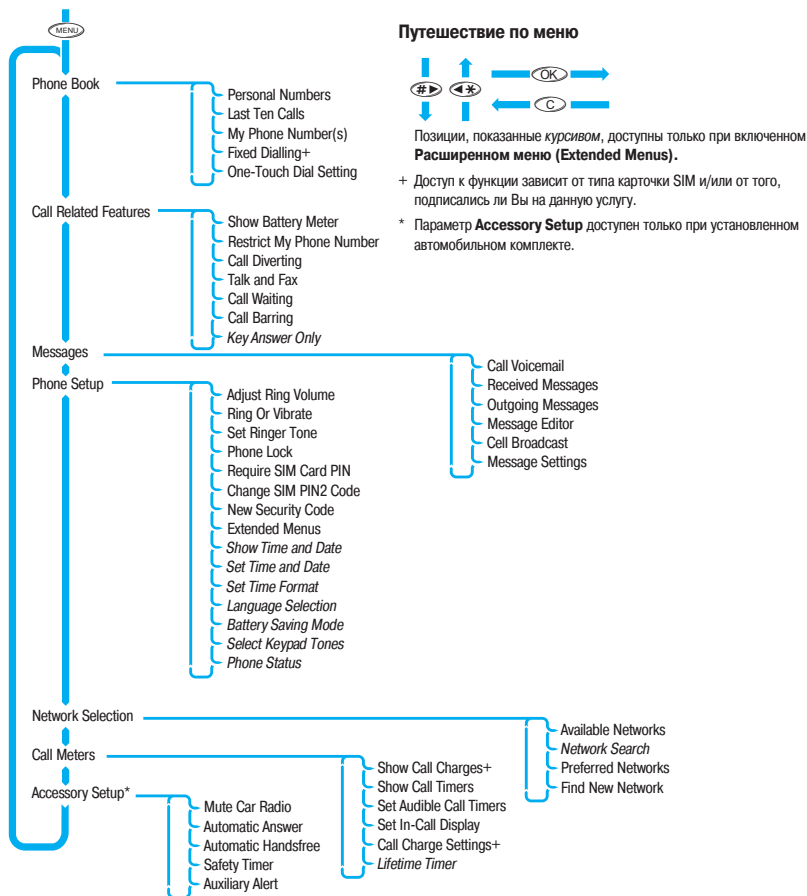 MENU
Путешествие по меню
Phone Book
Personal Numbers
Last Ten Calls
My Phone Number(s)
Fixed Dialling+
One-Touch Dial Setting
# ▶
◀ *
OK
C
Позиции, показанные курсивом, доступны только при включенном
Расширенном меню (Extended Menus).
+ Доступ к функции зависит от типа карточки SIM и/или от того,
подписались ли Вы на данную услугу.
* Параметр Accessory Setup доступен только при установленном
автомобильном комплекте.
Call Related Features
Show Battery Meter
Restrict My Phone Number
Call Diverting
Talk and Fax
Call Waiting
Call Barring
Key Answer Only
Messages
Call Voicemail
Received Messages
Outgoing Messages
Message Editor
Cell Broadcast
Message Settings
Phone Setup
Adjust Ring Volume
Ring Or Vibrate
Set Ringer Tone
Phone Lock
Require SIM Card PIN
Change SIM PIN2 Code
New Security Code
Extended Menus
Show Time and Date
Set Time and Date
Set Time Format
Language Selection
Battery Saving Mode
Select Keypad Tones
Phone Status
Network Selection
Available Networks
Network Search
Preferred Networks
Find New Network
Call Meters
Show Call Charges+
Show Call Timers
Set Audible Call Timers
Set In-Call Display
Call Charge Settings+
Lifetime Timer
Accessory Setup*
Mute Car Radio
Automatic Answer
Automatic Handsfree
Safety Timer
Auxiliary Alert